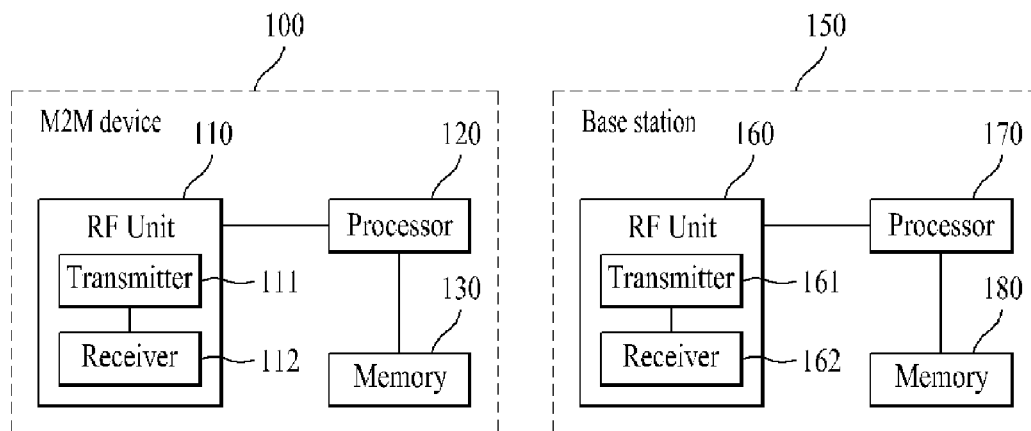 100
M2M device
110
120
RF Unit
Processor
Transmitter
111
130
Receiver
112
Memory
150
Base station
160
170
RF Unit
Processor
Transmitter
161
180
Receiver
162
Memory